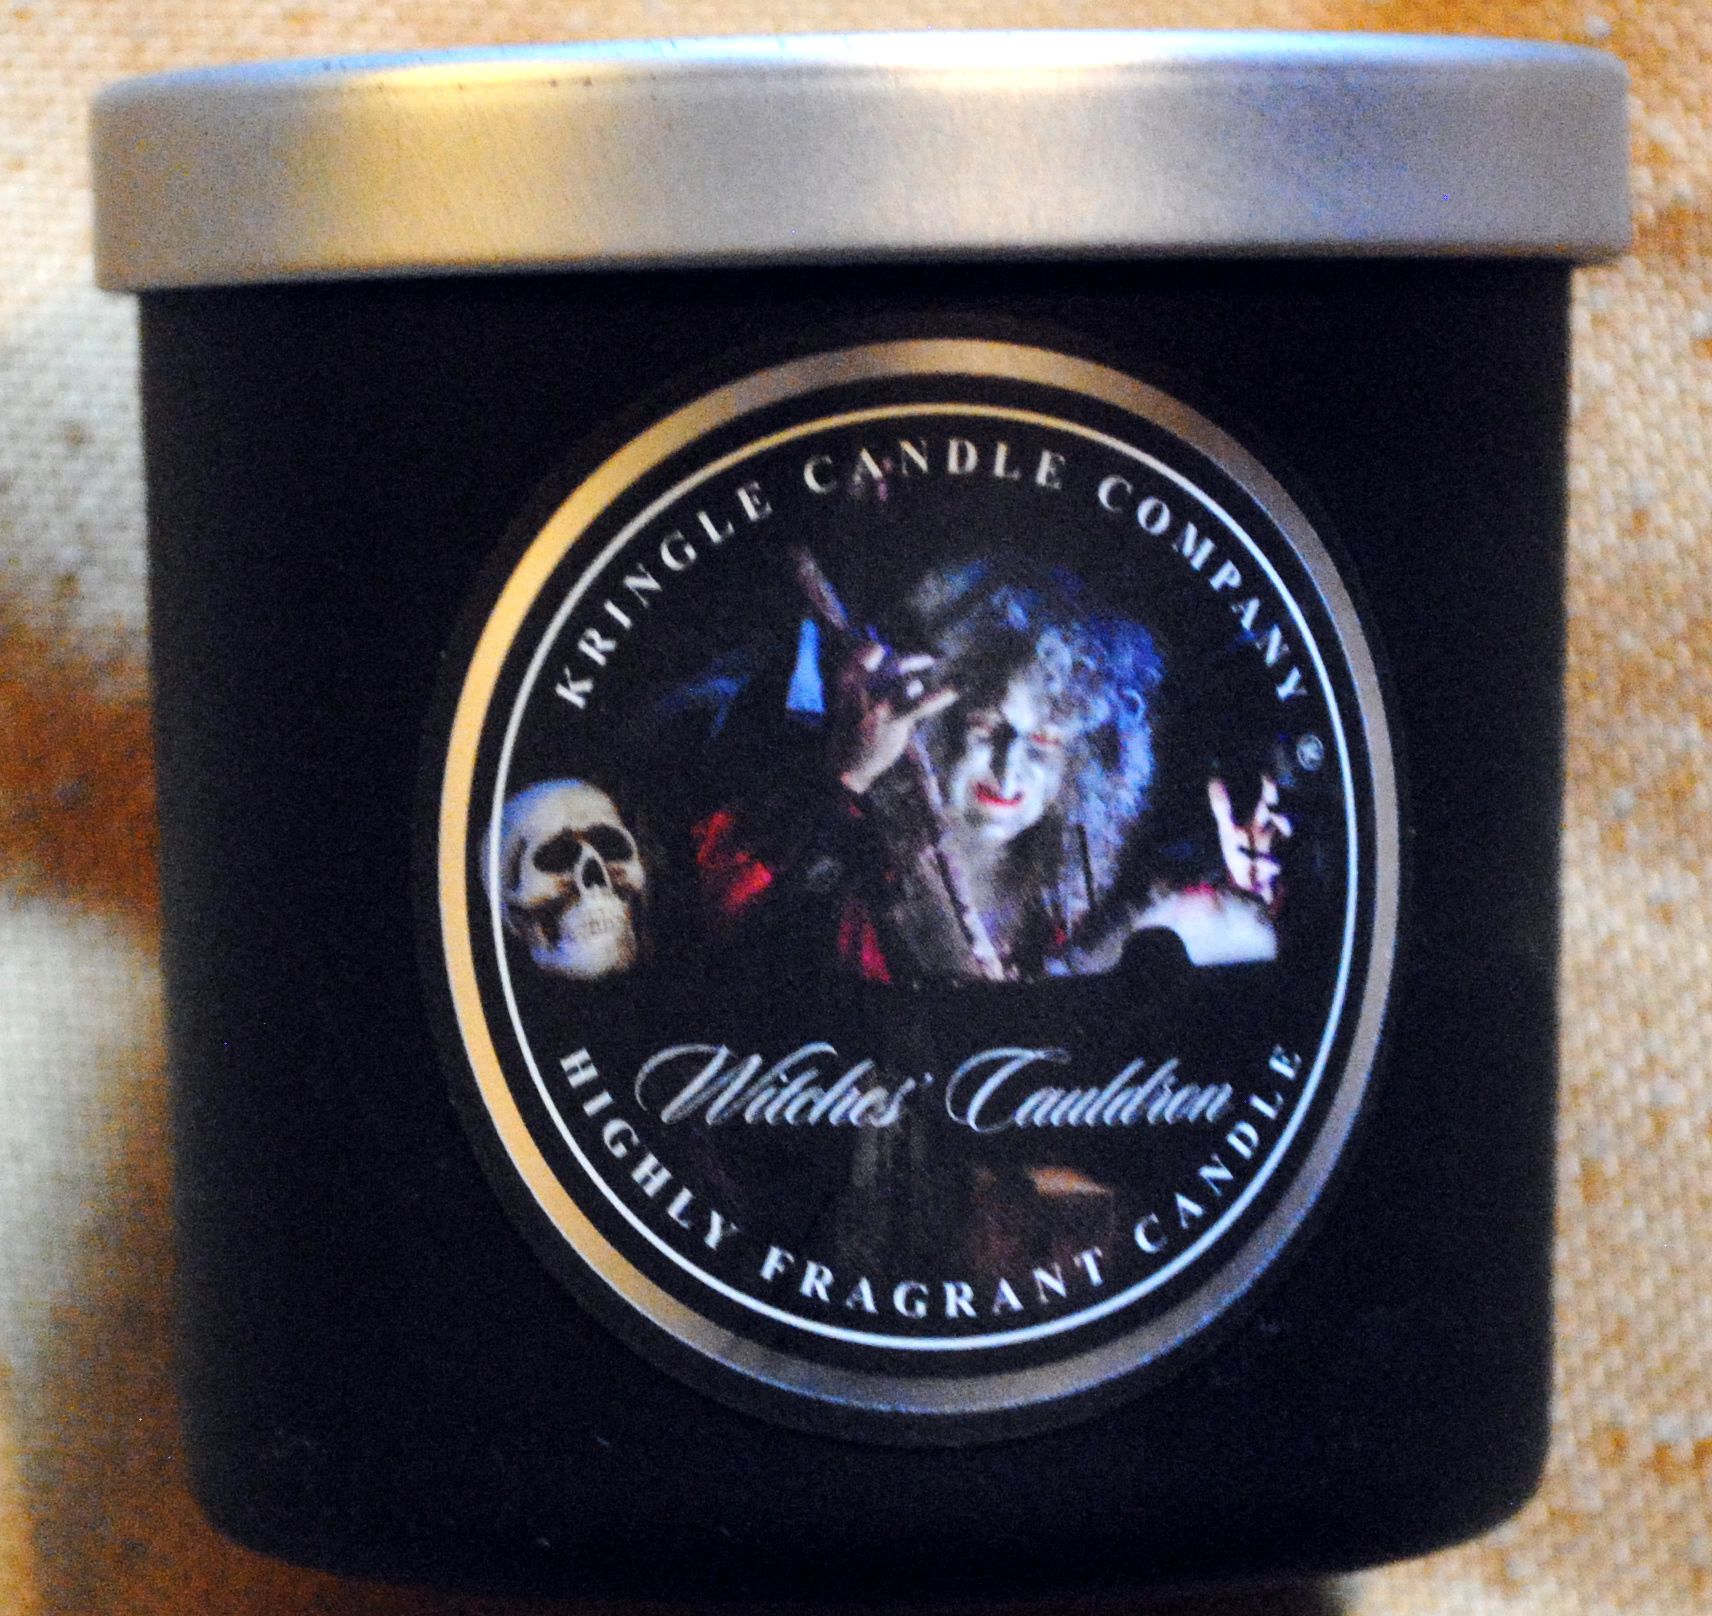 KRINGLE CANDLE COMPANY ®
Witches' Cauldron
HIGHLY FRAGRANT CANDLE